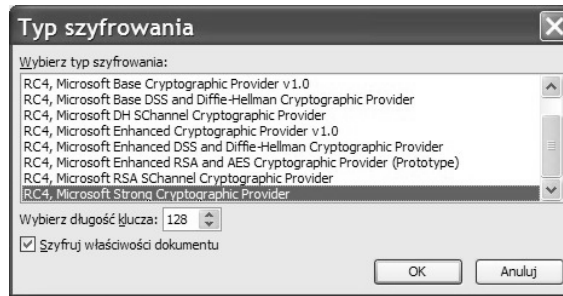 Typ szyfrowania
Wybierz typ szyfrowania:
RC4, Microsoft Base Cryptographic Provider v1.0
RC4, Microsoft Base DSS and Diffie-Hellman Cryptographic Provider
RC4, Microsoft DH SChannel Cryptographic Provider
RC4, Microsoft Enhanced Cryptographic Provider v1.0
RC4, Microsoft Enhanced DSS and Diffie-Hellman Cryptographic Provider
RC4, Microsoft Enhanced RSA and AES Cryptographic Provider (Prototype)
RC4, Microsoft RSA SChannel Cryptographic Provider
RC4, Microsoft Strong Cryptographic Provider
Wybierz długość klucza: 128
Szyfruj właściwości dokumentu
OK Anuluj